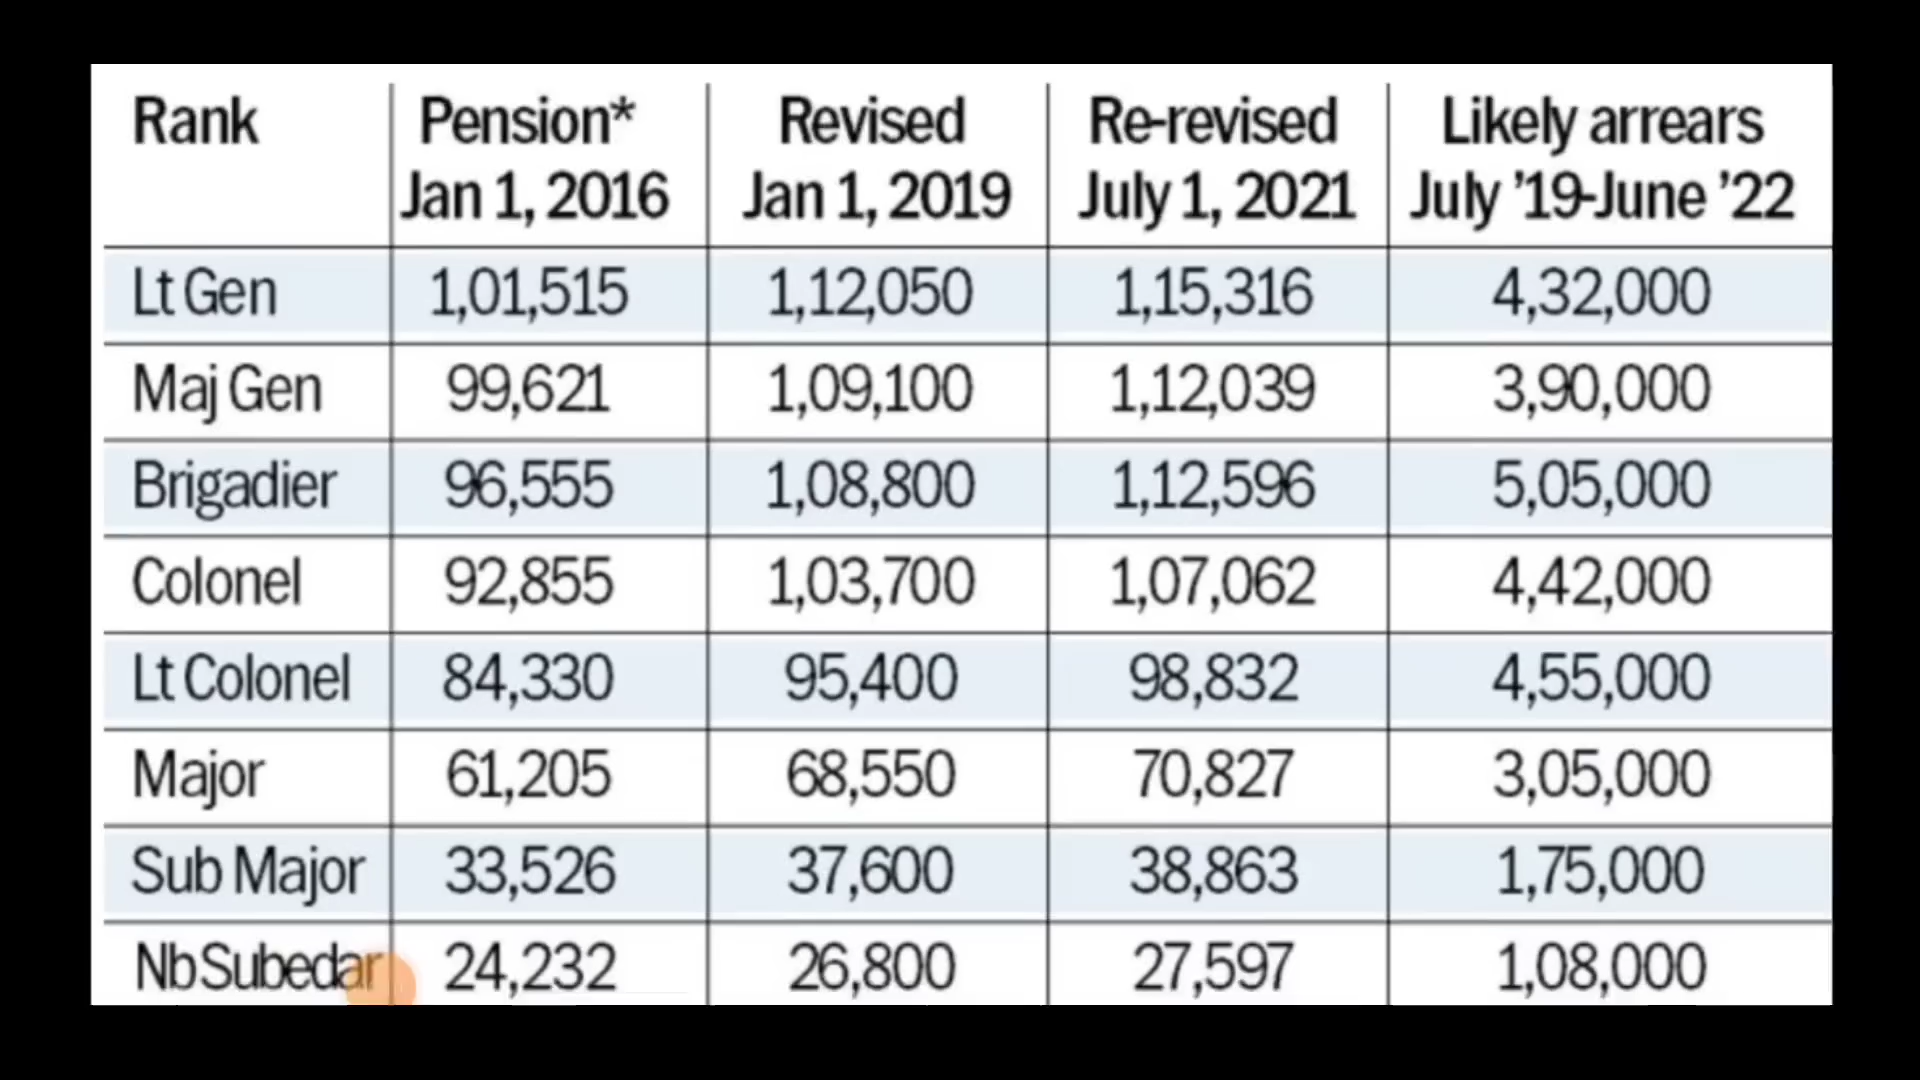 Rank Pension* Revised Re-revised Likely arrears
Jan 1, 2016 Jan 1, 2019 July 1, 2021 July ’19-June ’22
Lt Gen 1,01,515 1,12,050 1,15,316 4,32,000
Maj Gen 99,621 1,09,100 1,12,039 3,90,000
Brigadier 96,555 1,08,800 1,12,596 5,05,000
Colonel 92,855 1,03,700 1,07,062 4,42,000
Lt Colonel 84,330 95,400 98,832 4,55,000
Major 61,205 68,550 70,827 3,05,000
Sub Major 33,526 37,600 38,863 1,75,000
Nb Subedar 24,232 26,800 27,597 1,08,000